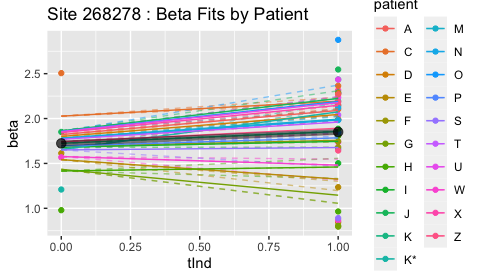 Site 268278 : Beta Fits by Patient
patient
beta
2.5
2.0
1.5
1.0
0.00 0.25 0.50 0.75 1.00
tInd
A M
C N
D O
E P
F S
G T
H U
I W
J X
K Z
K*